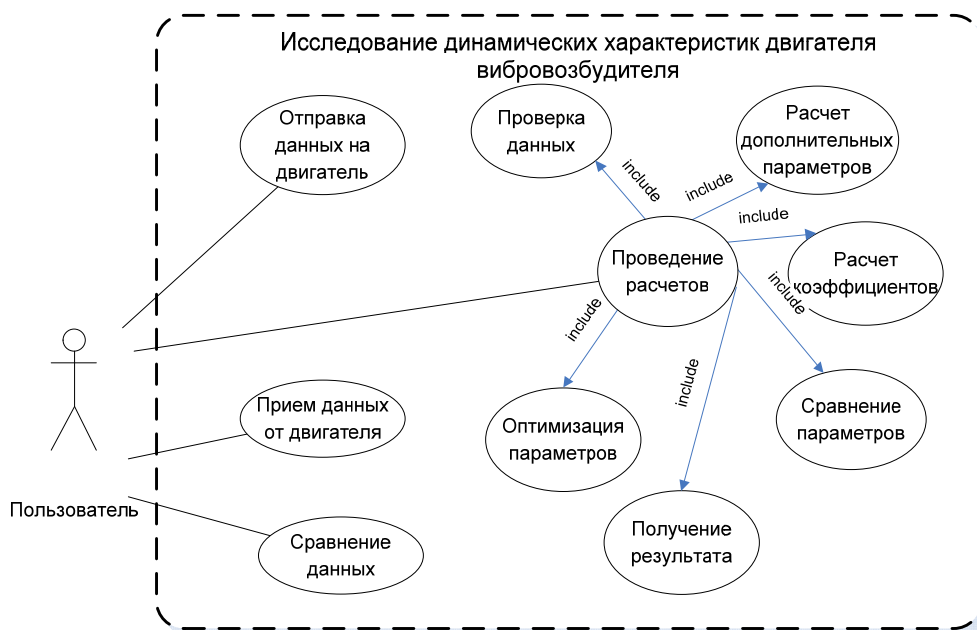 Исследование динамических характеристик двигателя
вибровозбудителя
Отправка
данных на
двигатель
Проверка
данных
Расчет
дополнительных
параметров
include
include
include
Проведение
расчетов
Расчет
коэффициентов
include
include
include
Прием данных
от двигателя
Оптимизация
параметров
Сравнение
параметров
Пользователь
Сравнение
данных
Получение
результата